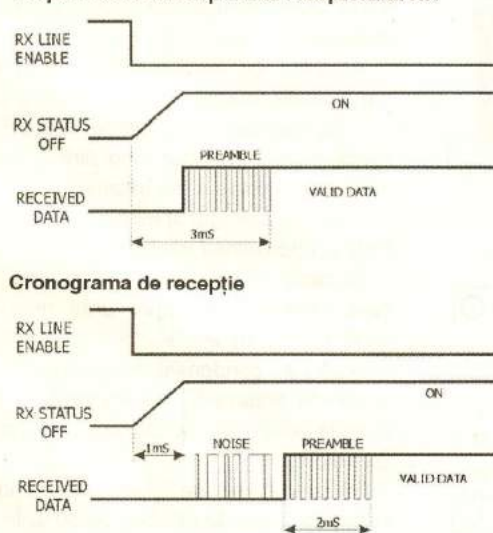 RX LINE
ENABLE
ON
RX STATUS
OFF
PREAMBLE
VALID DATA
RECEIVED
DATA
3mS
Cronograma de recepție
RX LINE
ENABLE
ON
RX STATUS
OFF
1mS
NOISE
PREAMBLE
VALID DATA
RECEIVED
DATA
2mS